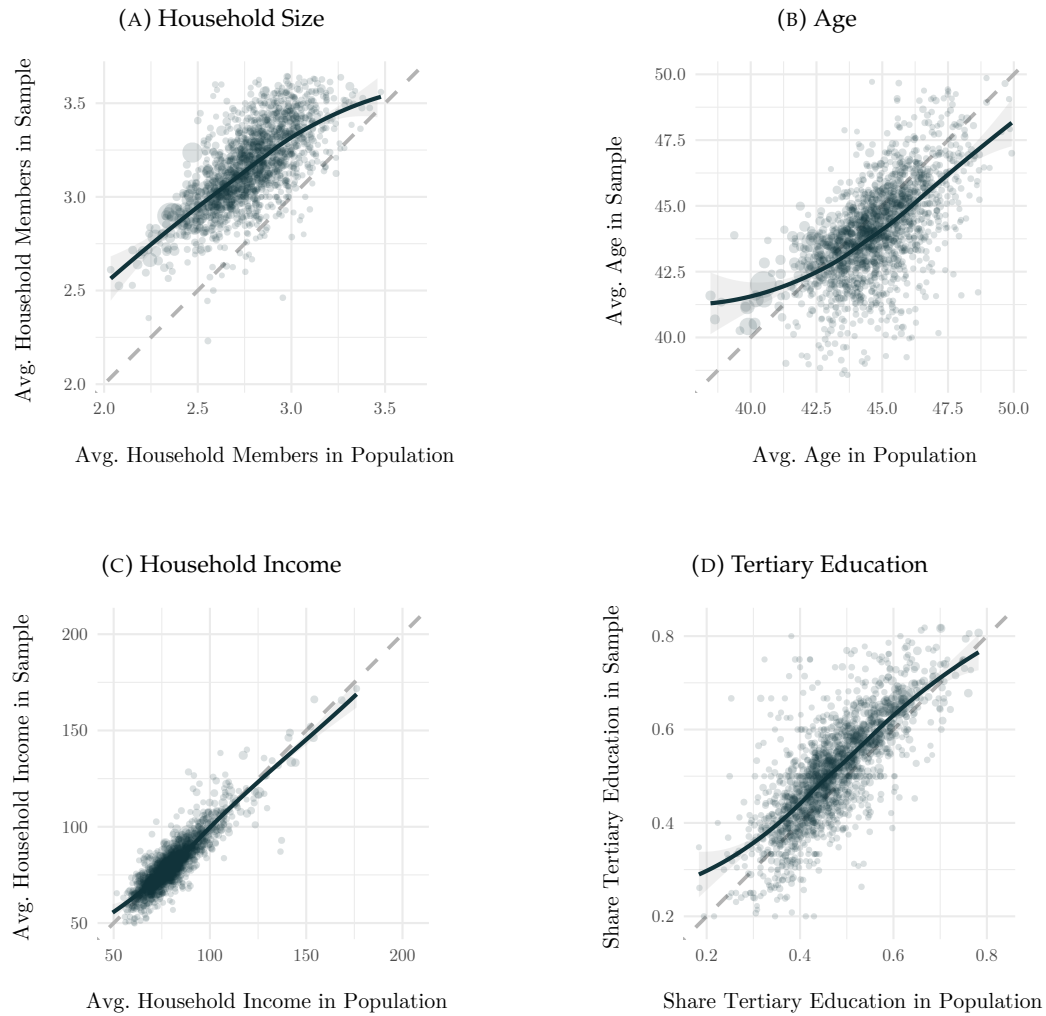 (A) Household Size
Avg. Household Members in Sample
3.5
3.0
2.5
2.0
2.0 2.5 3.0 3.5
Avg. Household Members in Population
(B) Age
Avg. Age in Sample
50.0
47.5
45.0
42.5
40.0
40.0 42.5 45.0 47.5 50.0
Avg. Age in Population
(C) Household Income
Avg. Household Income in Sample
200
150
100
50
50 100 150 200
Avg. Household Income in Population
(D) Tertiary Education
Share Tertiary Education in Sample
0.8
0.6
0.4
0.2
0.2 0.4 0.6 0.8
Share Tertiary Education in Population